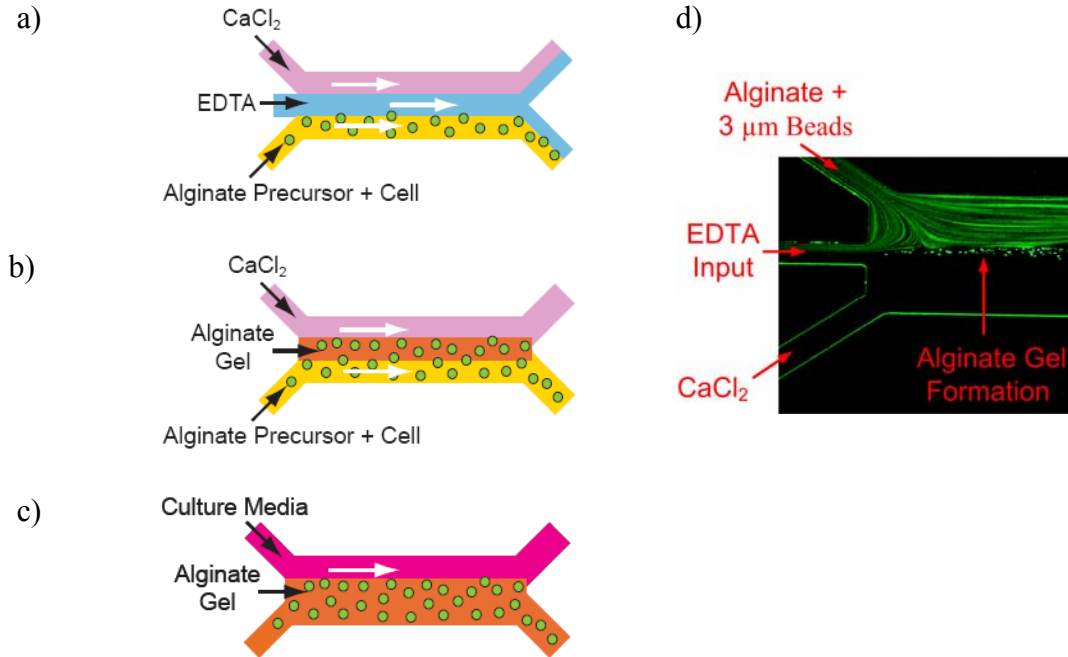 a)
CaCl₂
EDTA
Alginate Precursor + Cell
b)
CaCl₂
Alginate
Gel
Alginate Precursor + Cell
c)
Culture Media
Alginate
Gel
d)
Alginate +
3 µm Beads
EDTA
Input
CaCl₂
Alginate Gel
Formation